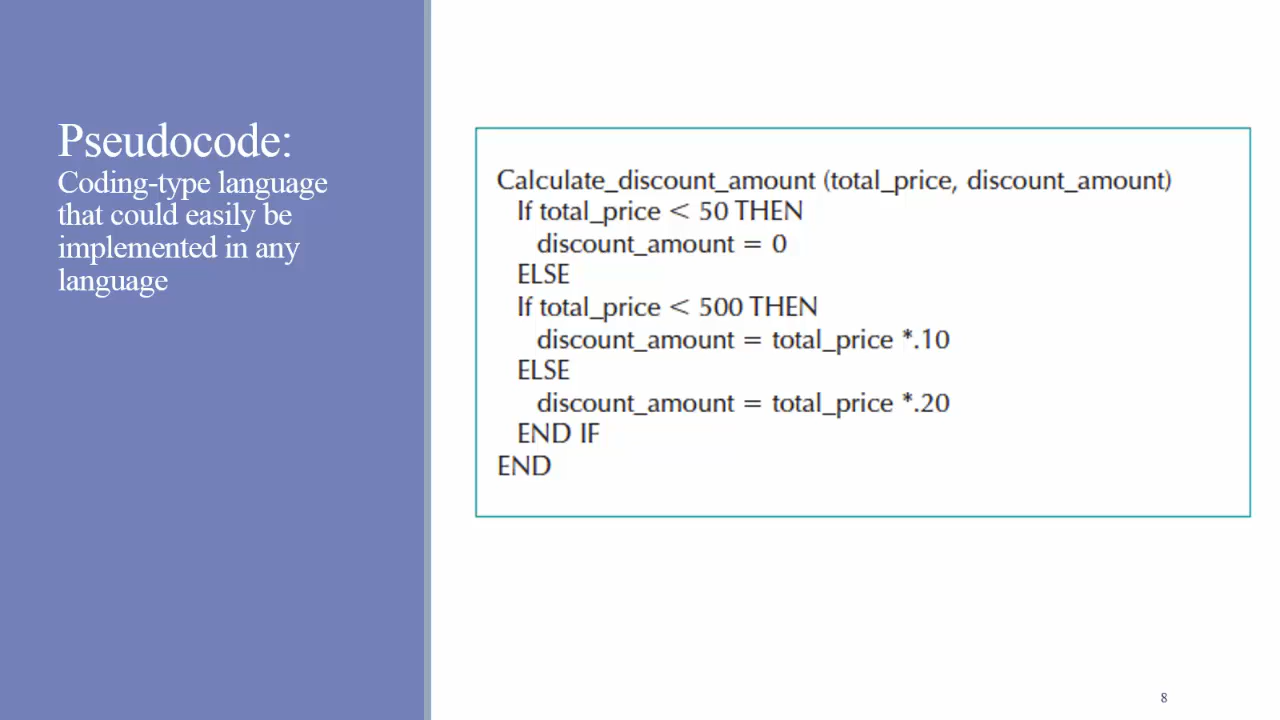 Pseudocode:
Coding-type language
that could easily be
implemented in any
language
Calculate_discount_amount (total_price, discount_amount)
If total_price < 50 THEN
discount_amount = 0
ELSE
If total_price < 500 THEN
discount_amount = total_price *.10
ELSE
discount_amount = total_price *.20
END IF
END
8